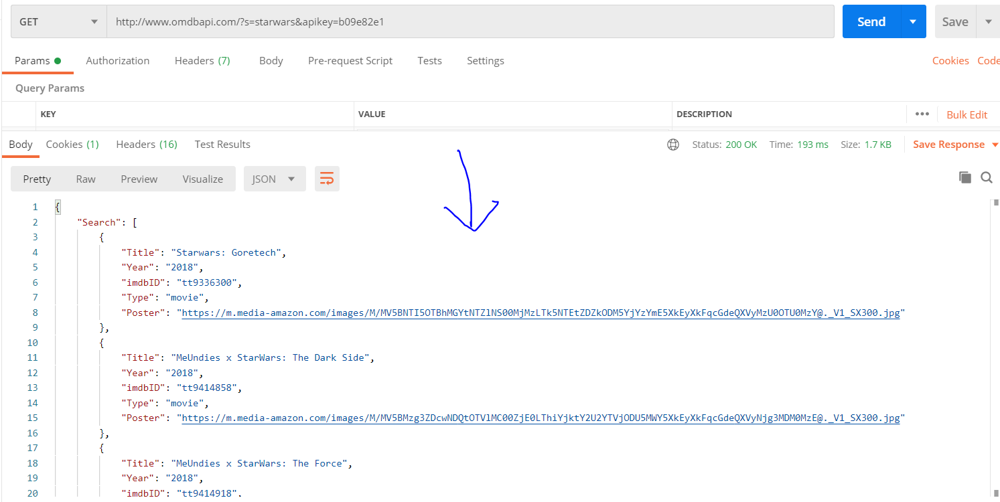 GET http://www.omdbapi.com/?s=starwars&apikey=b09e82e1 Send Save
Params Authorization Headers (7) Body Pre-request Script Tests Settings Cookies Code
Query Params
KEY VALUE DESCRIPTION ••• Bulk Edit
Body Cookies (1) Headers (16) Test Results Status: 200 OK Time: 193 ms Size: 1.7 KB Save Response
Pretty Raw Preview Visualize JSON
1 {
2 "Search": [
3 {
4 "Title": "Starwars: Goretech",
5 "Year": "2018",
6 "imdbID": "tt9336300",
7 "Type": "movie",
8 "Poster": "https://m.media-amazon.com/images/M/MV5BNTI5OTBhMGYtNTZlNS00MjMzLTk5NTEtZDZkODM5YjYzYmE5XkEyXkFqcGdeQXVyMzU0OTU0MzY@._V1_SX300.jpg"
9 },
10 {
11 "Title": "MeUndies x StarWars: The Dark Side",
12 "Year": "2018",
13 "imdbID": "tt9414858",
14 "Type": "movie",
15 "Poster": "https://m.media-amazon.com/images/M/MV5BMzg3ZDcwNDQtOTVlMC00ZjE0LThiYjktY2U2YTVjODU5MWY5XkEyXkFqcGdeQXVyNjg3MDM0MzE@._V1_SX300.jpg"
16 },
17 {
18 "Title": "MeUndies x StarWars: The Force",
19 "Year": "2018",
20 "imdbID": "tt9414918",